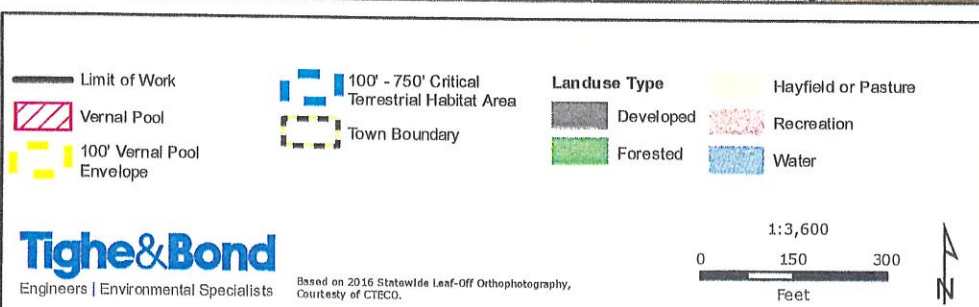 Limit of Work
Vernal Pool
100' Vernal Pool
Envelope
100' - 750' Critical
Terrestrial Habitat Area
Town Boundary
Landuse Type
Developed
Forested
Hayfield or Pasture
Recreation
Water
Tighe&Bond
Engineers | Environmental Specialists
Based on 2016 Statewide Leaf-Off Orthophotography,
Courtesty of CTECO.
1:3,600
0 150 300
Feet
N